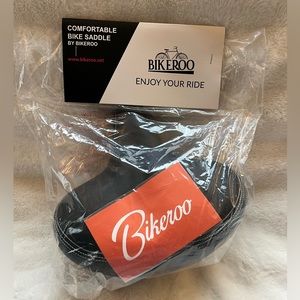 COMFORTABLE
BIKE SADDLE
BY BIKEROO
www.bikeroo.net
BIKEROO
ENJOY YOUR RIDE
Bikeroo